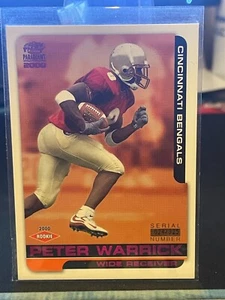 PARAMOUNT
2000
CINCINNATI BENGALS
SERIAL
NUMBER
2000
ROOKIE
PETER WARRICK
WIDE RECEIVER